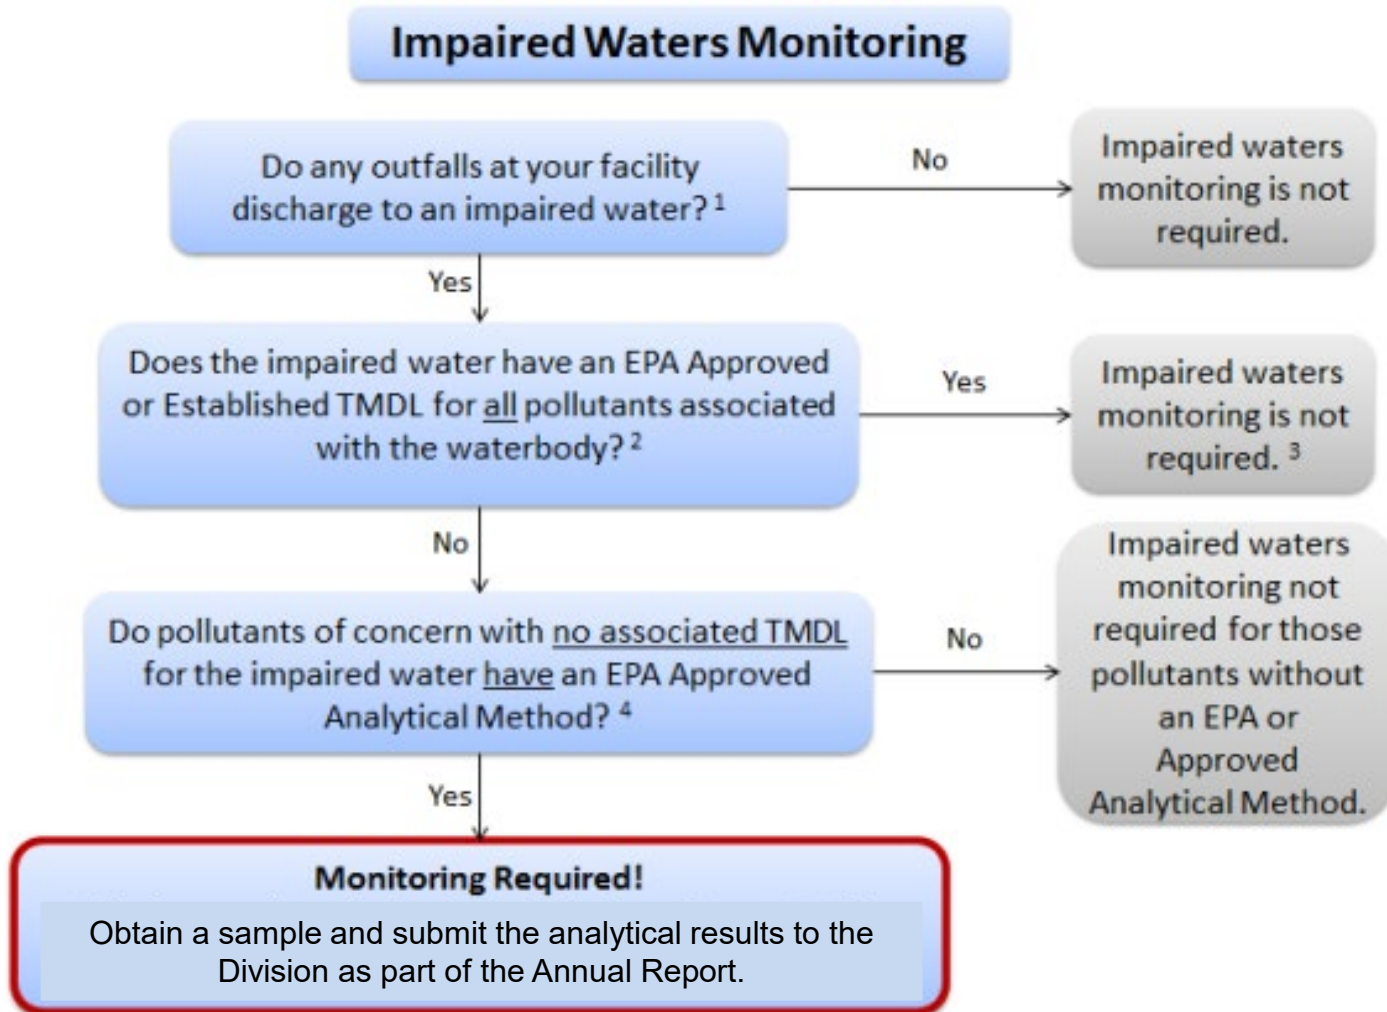 Impaired Waters Monitoring
Do any outfalls at your facility
discharge to an impaired water? 1
No
Impaired waters
monitoring is not
required.
Yes
Does the impaired water have an EPA Approved
or Established TMDL for all pollutants associated
with the waterbody? 2
Yes
Impaired waters
monitoring is not
required. 3
No
Do pollutants of concern with no associated TMDL
for the impaired water have an EPA Approved
Analytical Method? 4
No
Impaired waters
monitoring not
required for those
pollutants without
an EPA or
Approved
Analytical Method.
Yes
Monitoring Required!
Obtain a sample and submit the analytical results to the
Division as part of the Annual Report.